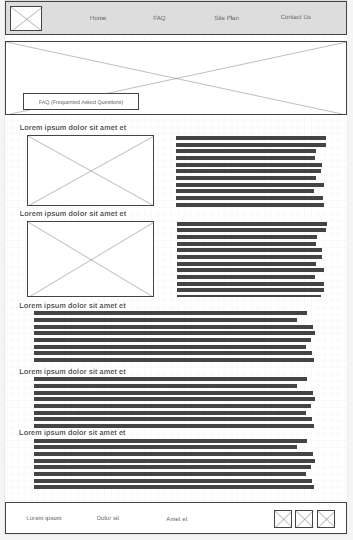 Home FAQ Site Plan Contact Us
FAQ (Frequented Asked Questions)
Lorem ipsum dolor sit amet et
Lorem ipsum dolor sit amet et
Lorem ipsum dolor sit amet et
Lorem ipsum dolor sit amet et
Lorem ipsum dolor sit amet et
Lorem ipsum Dolor sit Amet et